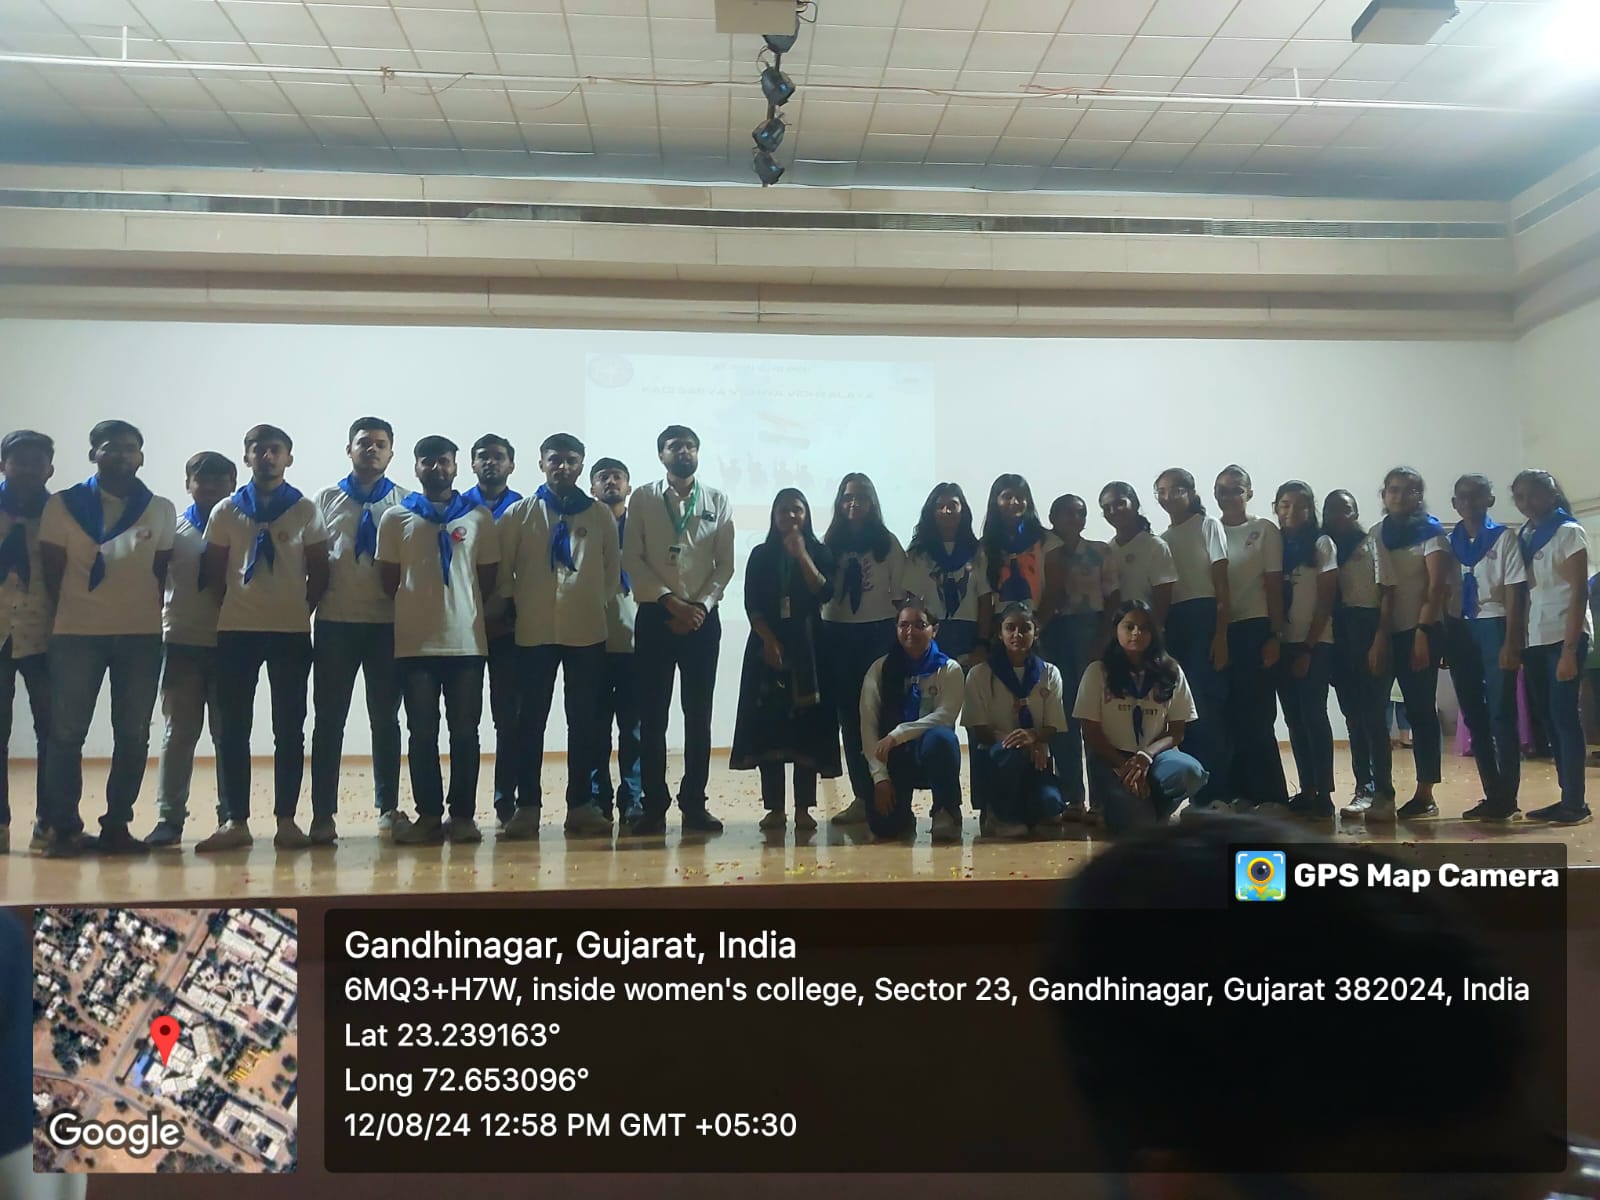 GPS Map Camera
Gandhinagar, Gujarat, India
6MQ3+H7W, inside women's college, Sector 23, Gandhinagar, Gujarat 382024, India
Lat 23.239163°
Long 72.653096°
12/08/24 12:58 PM GMT +05:30
Google